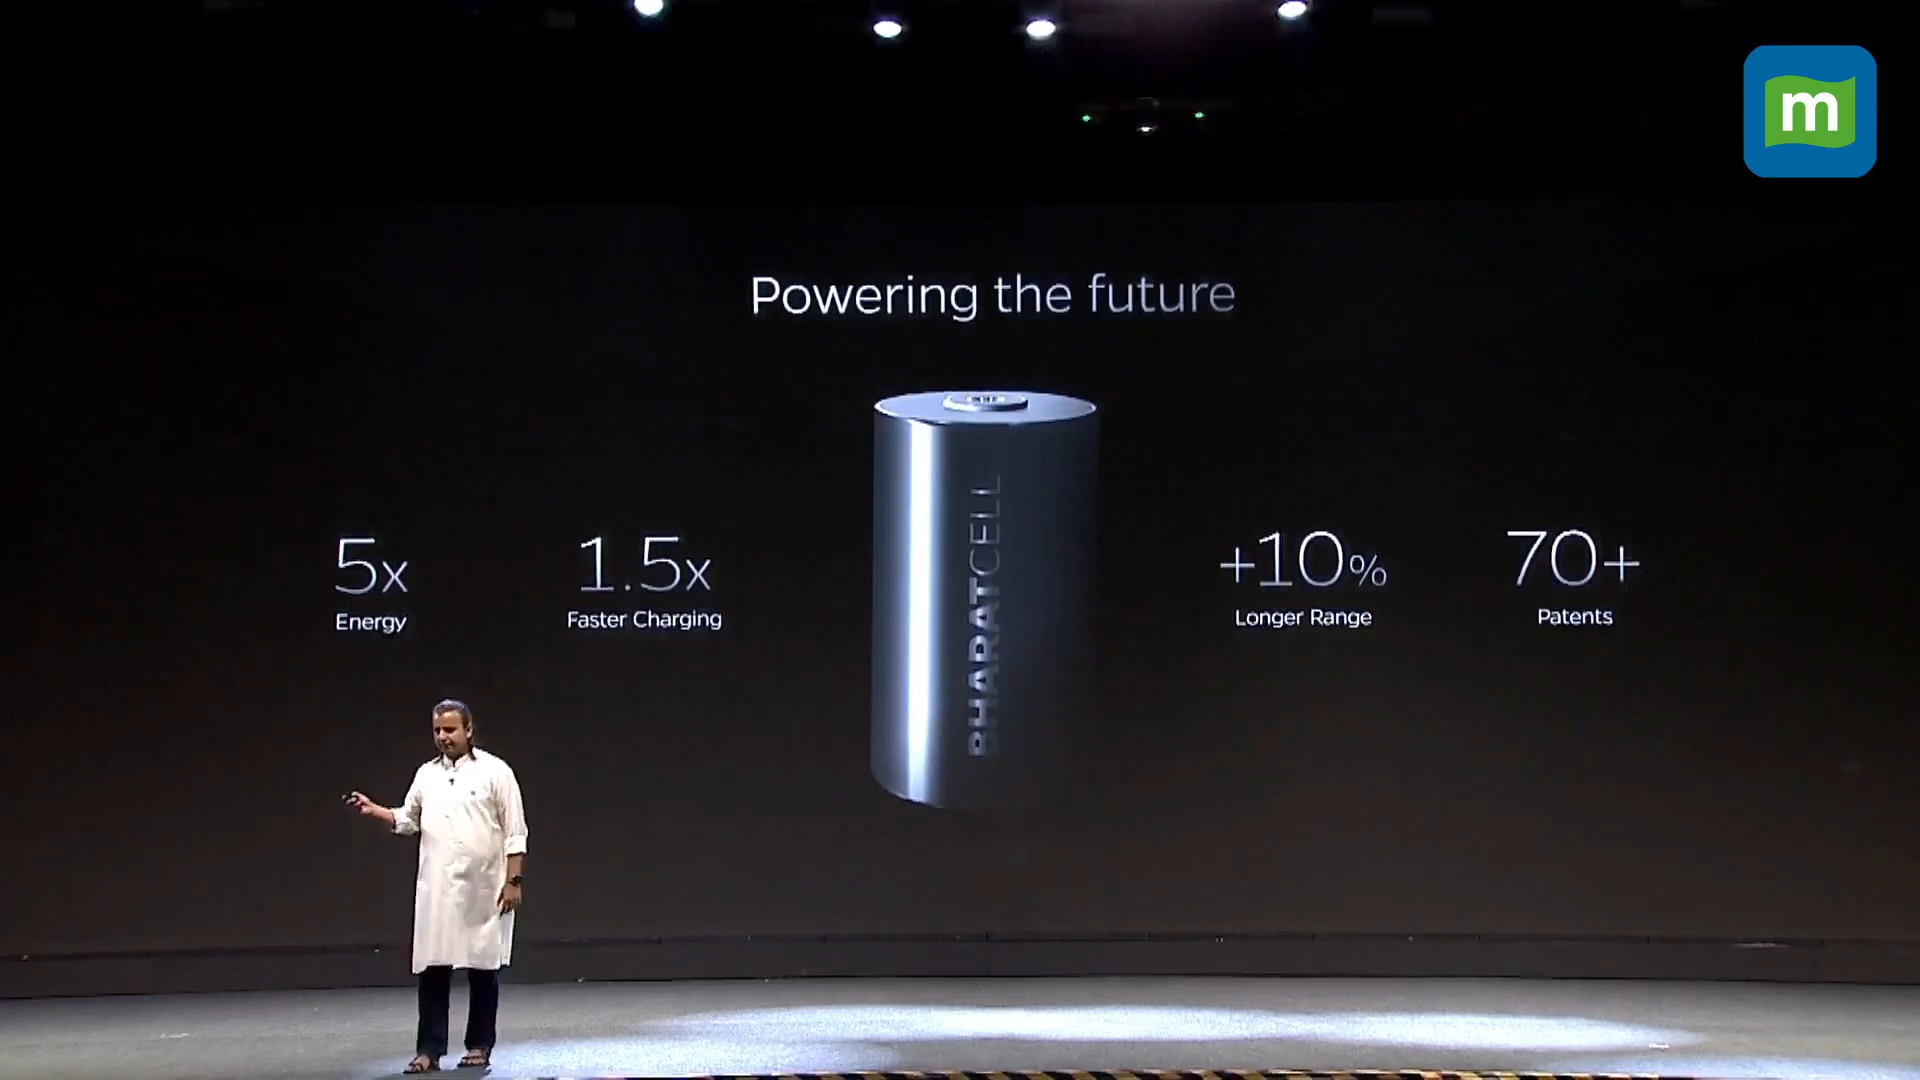 m
Powering the future
5x
Energy
1.5x
Faster Charging
BHARATCELL
+10%
Longer Range
70+
Patents